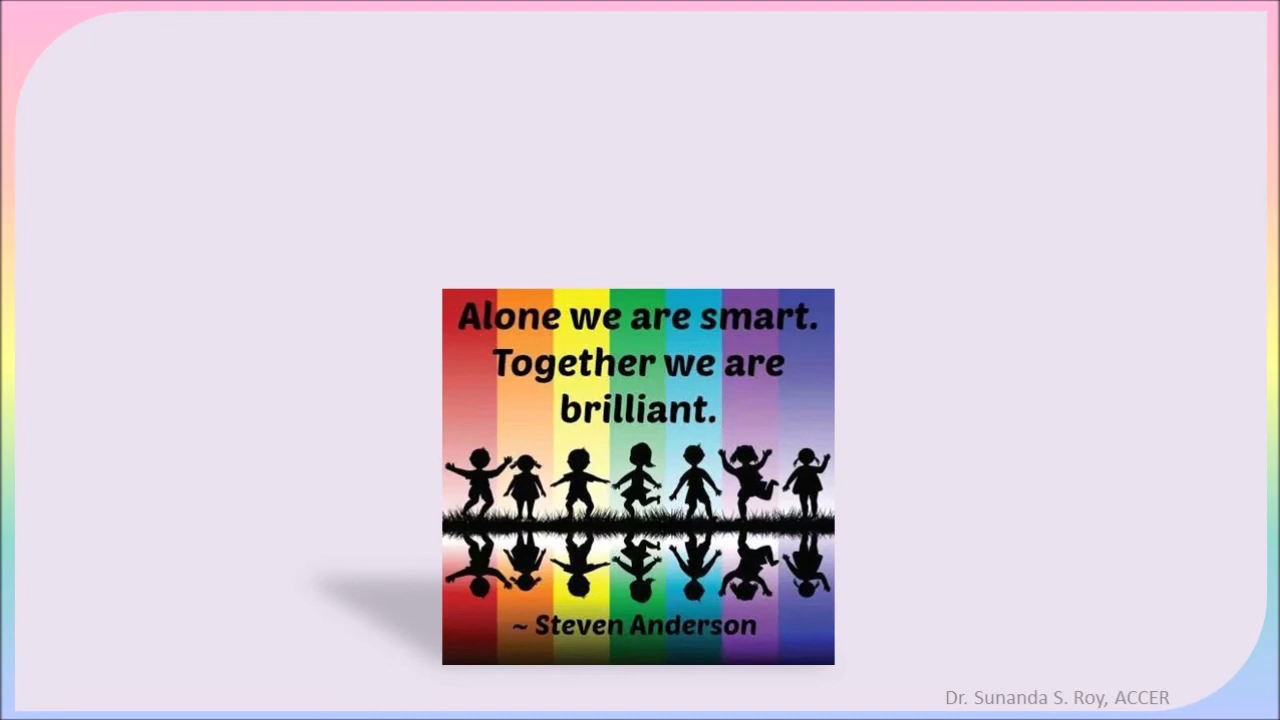 Alone we are smart.
Together we are
brilliant.
~ Steven Anderson
Dr. Sunanda S. Roy, ACCER